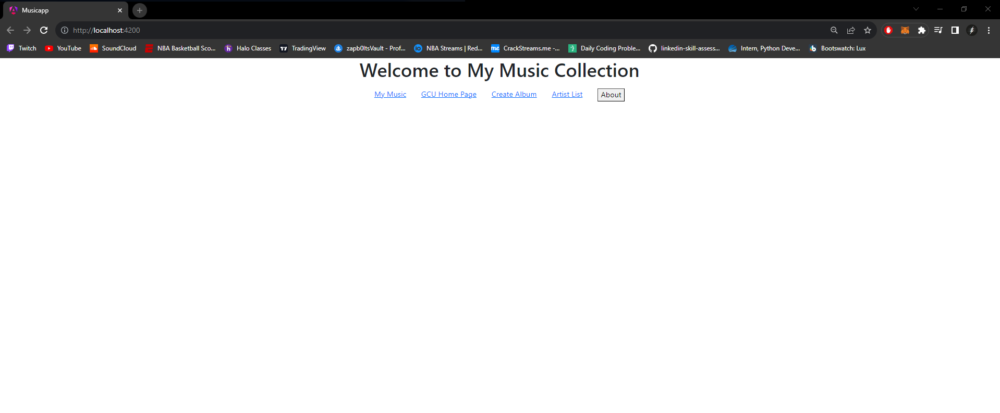 Musicapp
http://localhost:4200
Twitch YouTube SoundCloud NBA Basketball Sco... Halo Classes TradingView zapb0ltsVault - Prof... NBA Streams | Red... CrackStreams.me -... Daily Coding Proble... linkedin-skill-assess... Intern, Python Deve... Bootswatch: Lux
Welcome to My Music Collection
My Music GCU Home Page Create Album Artist List About